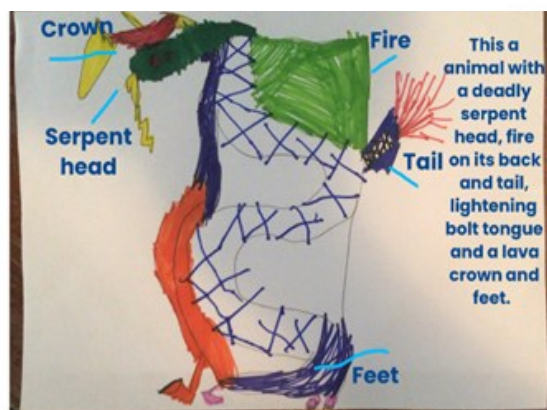 Crown
Fire
Serpent
head
Tail
Feet
This a
animal with
a deadly
serpent
head, fire
on its back
and tail,
lightening
bolt tongue
and a lava
crown and
feet.